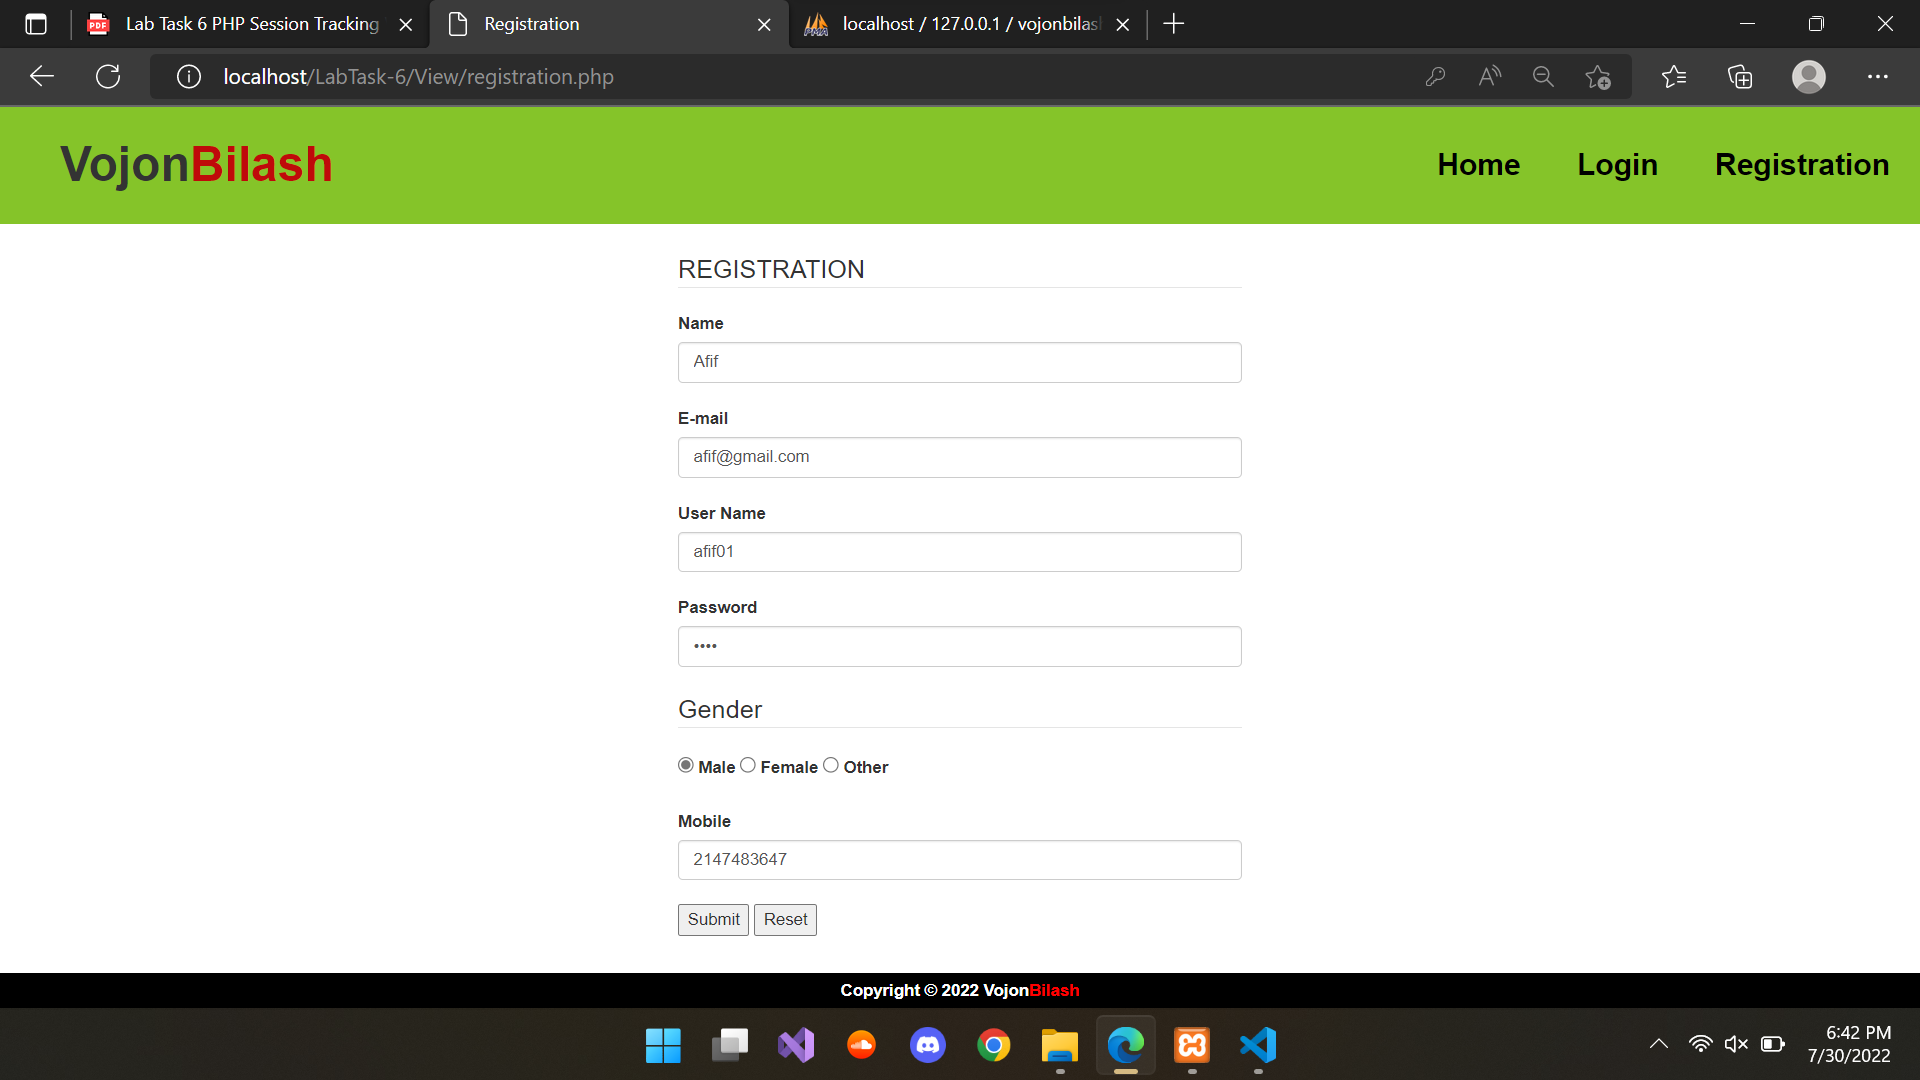 Lab Task 6 PHP Session Tracking
Registration
localhost / 127.0.0.1 / vojonbilas
localhost/LabTask-6/View/registration.php
VojonBilash
Home Login Registration
REGISTRATION
Name
Afif
E-mail
afif@gmail.com
User Name
afif01
Password
••••
Gender
Male Female Other
Mobile
2147483647
Submit Reset
Copyright © 2022 VojonBilash
6:42 PM
7/30/2022